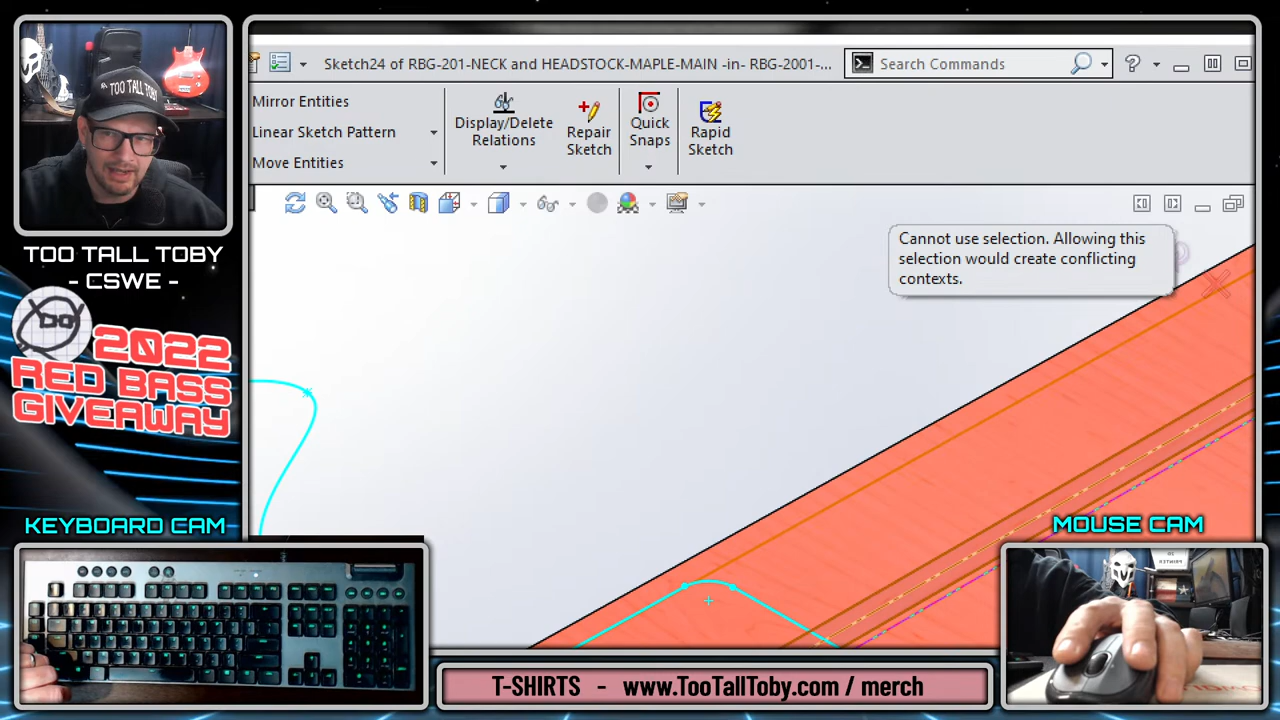 TOO TALL TOBY
TOO TALL TOBY
- CSWE -
2022
RED BASS
GIVEAWAY
KEYBOARD CAM
Sketch24 of RBG-201-NECK and HEADSTOCK-MAPLE-MAIN -in- RBG-2001-...
Search Commands
Mirror Entities
Linear Sketch Pattern
Move Entities
Display/Delete
Relations
Repair
Sketch
Quick
Snaps
Rapid
Sketch
Cannot use selection. Allowing this
selection would create conflicting
contexts.
MOUSE CAM
T-SHIRTS - www.TooTallToby.com / merch